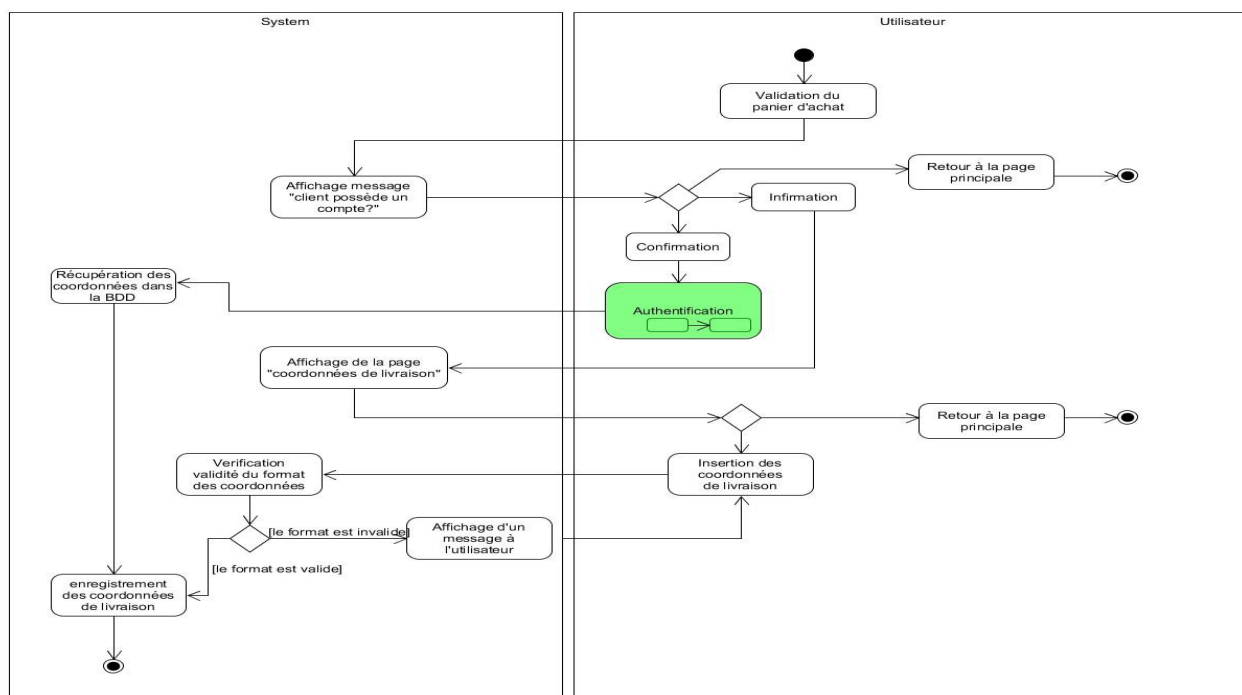 System
Utilisateur
Validation du
panier d'achat
Affichage message
"client possède un
compte?"
Retour à la page
principale
Infirmation
Confirmation
Récupération des
coordonnées dans
la BDD
Authentification
Affichage de la page
"coordonnées de livraison"
Retour à la page
principale
Verification
validité du format
des coordonnées
Insertion des
coordonnées
de livraison
[le format est invalide]
Affichage d'un
message à
l'utilisateur
[le format est valide]
enregistrement
des coordonnées
de livraison